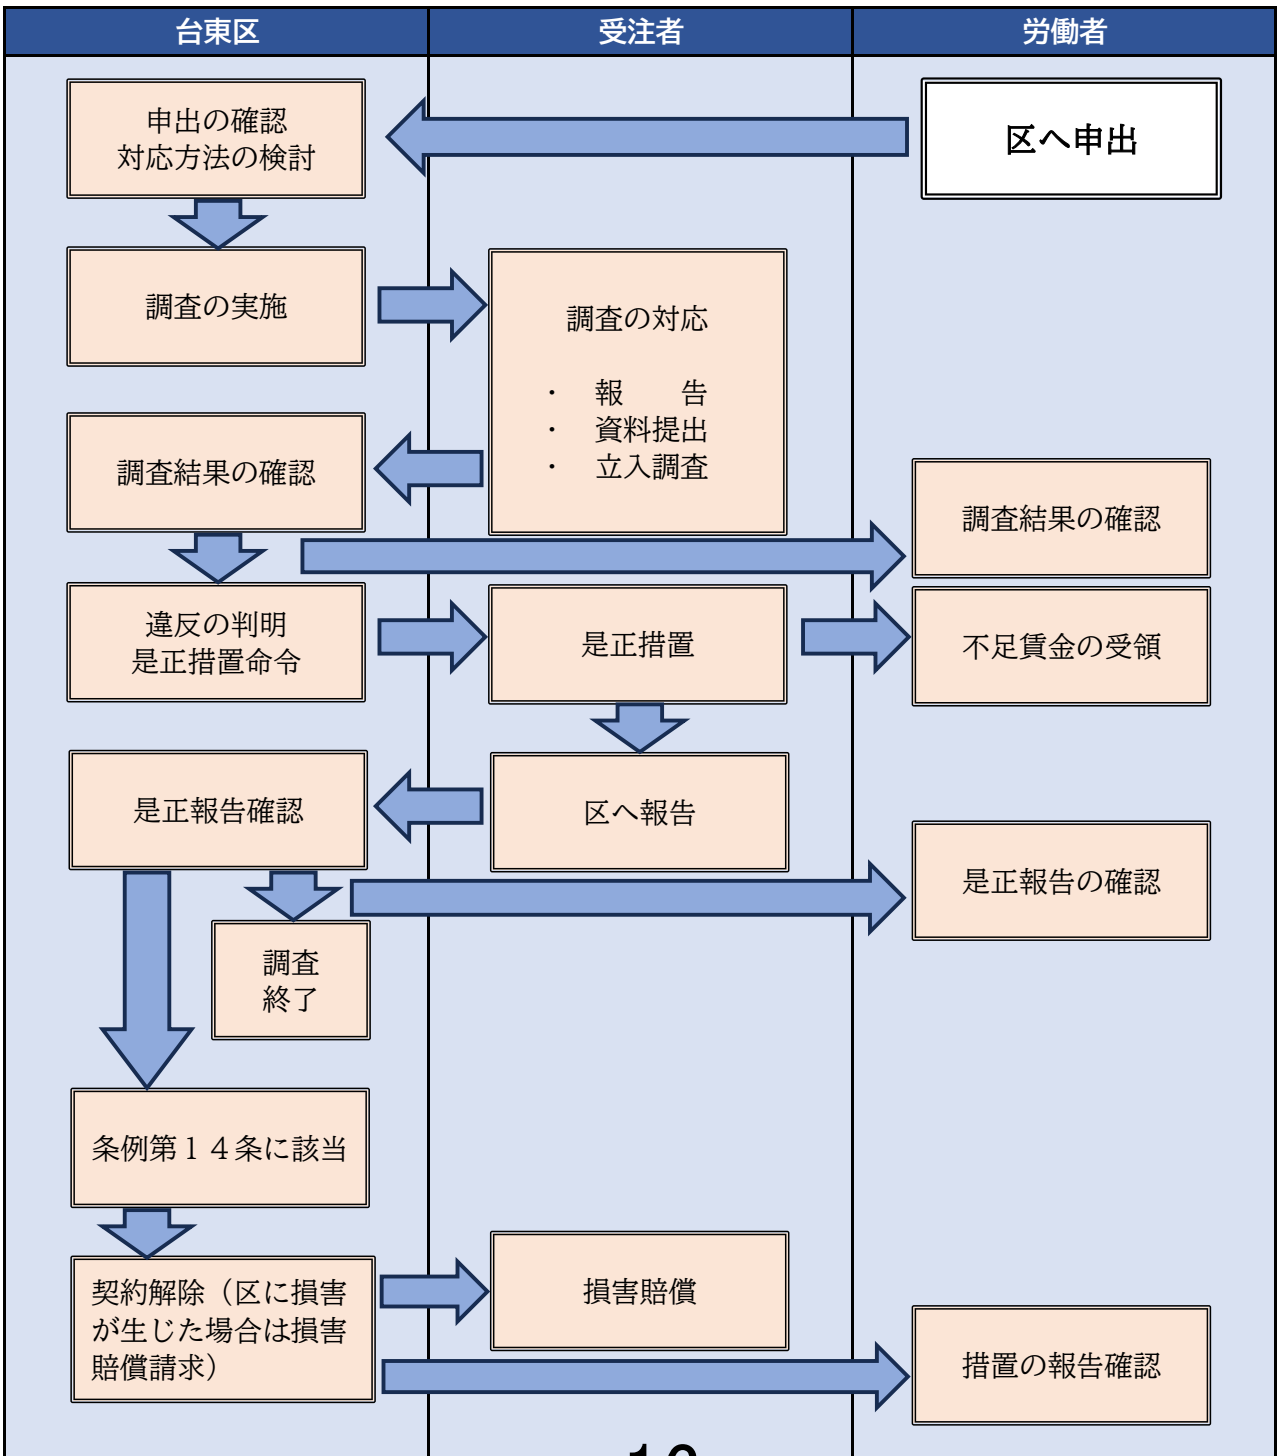 台東区
受注者
労働者
区へ申出
申出の確認
対応方法の検討
調査の実施
調査の対応
・ 報　　告
・ 資料提出
・ 立入調査
調査結果の確認
調査結果の確認
違反の判明
是正措置命令
是正措置
不足賃金の受領
区へ報告
是正報告確認
是正報告の確認
調査
終了
条例第１４条に該当
契約解除（区に損害
が生じた場合は損害
賠償請求）
損害賠償
措置の報告確認